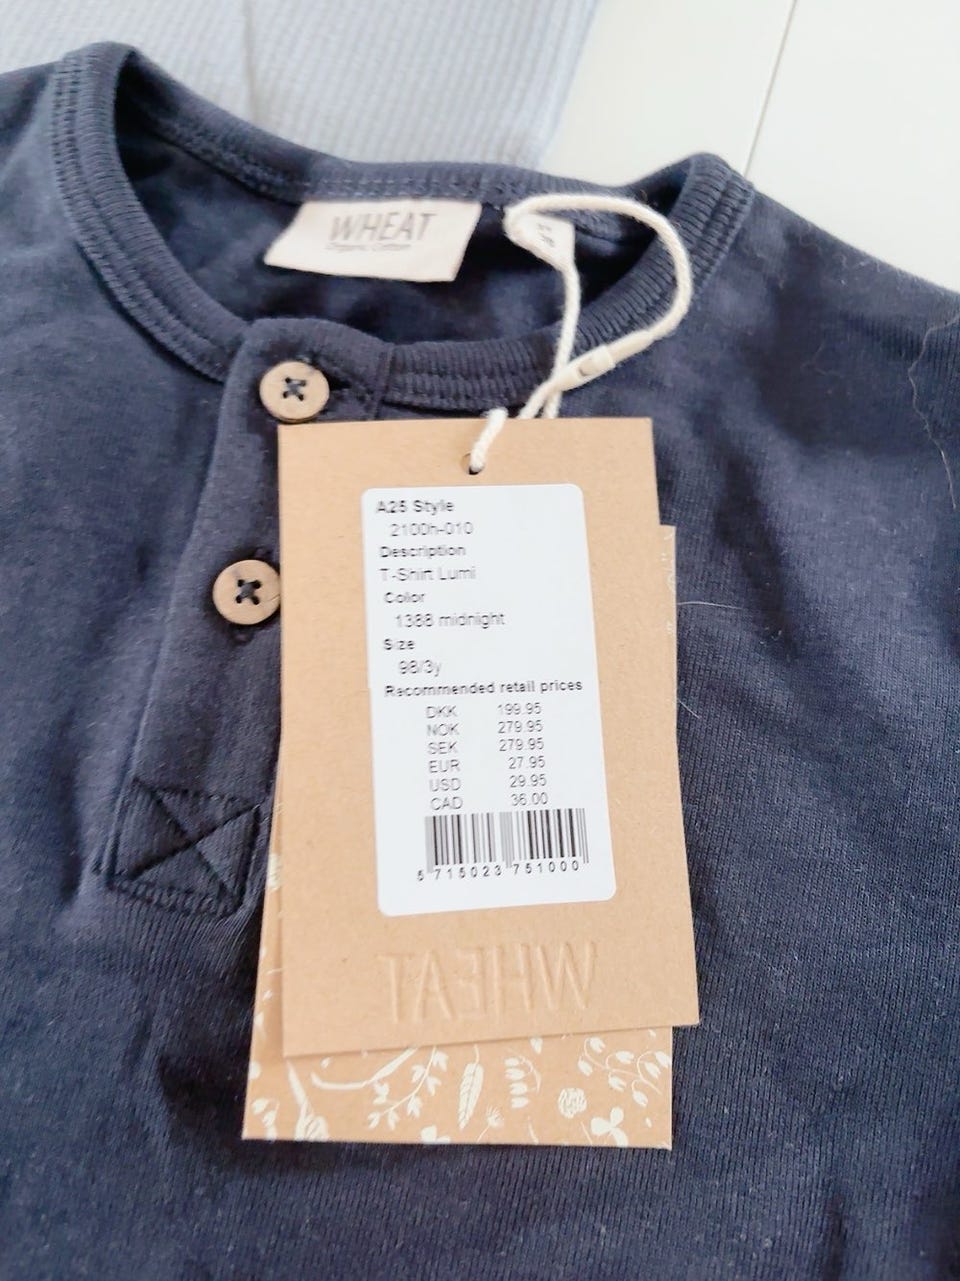 WHEAT
Organic Cotton
98
A25 Style
2100h-010
Description
T-Shirt Lumi
Color
1388 midnight
Size
98/3y
Recommended retail prices
DKK 199.95
NOK 279.95
SEK 279.95
EUR 27.95
USD 29.95
CAD 36.00
5 715023 751000
WHEAT